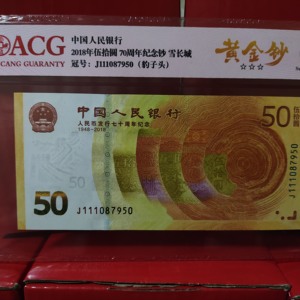 ACG
CANG GUARANTY
中国人民银行
2018年伍拾圆 70周年纪念钞 雪长城
冠号：J111087950（豹子头）
黄金钞
☆☆☆
中国人民银行
人民币发行七十周年纪念
1948-2018
50
50
伍拾圆
J111087950
J111087950